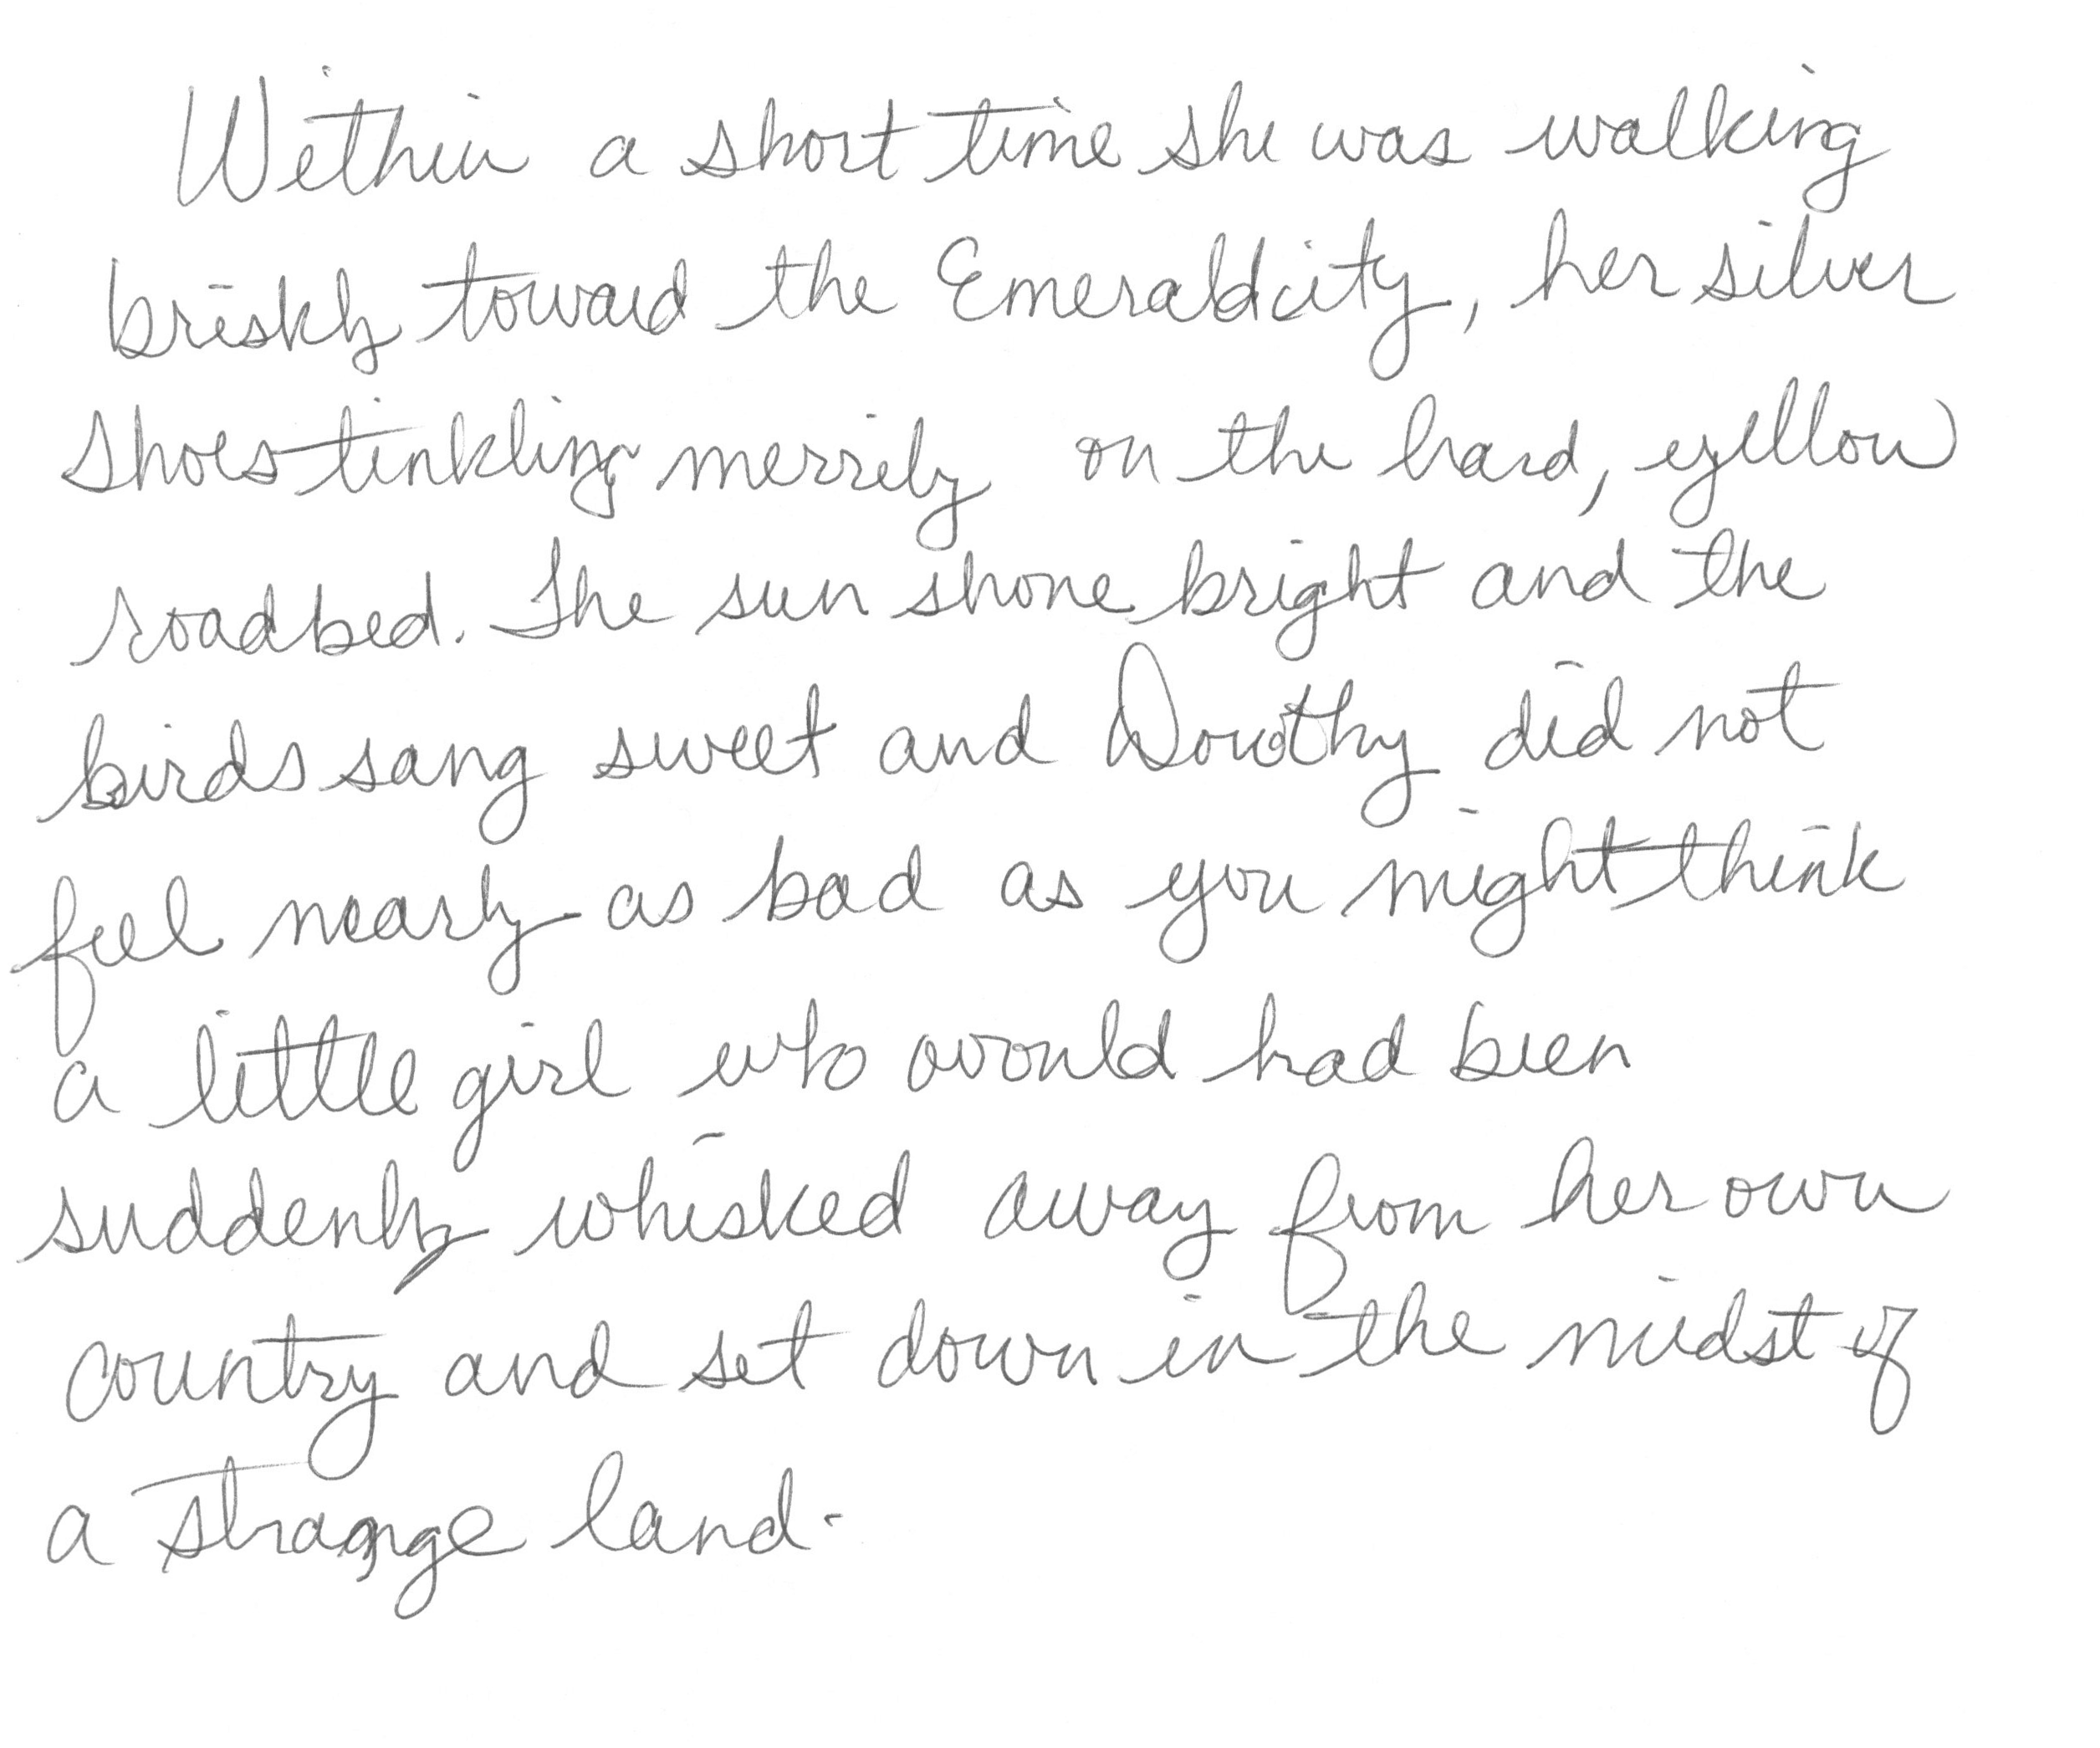 Within a short time she was walking
briskly toward the Emerald city, her silver
shoes tinkling merrily on the hard, yellow
roadbed. The sun shone bright and the
birds sang sweet and Dorothy did not
feel nearly as bad as you might think
a little girl who would had been
suddenly whisked away from her own
country and set down in the midst of
a strange land.